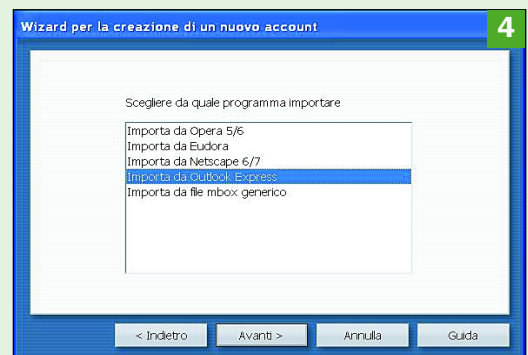 Wizard per la creazione di un nuovo account
4
Scegliere da quale programma importare
Importa da Opera 5/6
Importa da Eudora
Importa da Netscape 6/7
Importa da Outlook Express
Importa da file mbox generico
< Indietro
Avanti >
Annulla
Guida